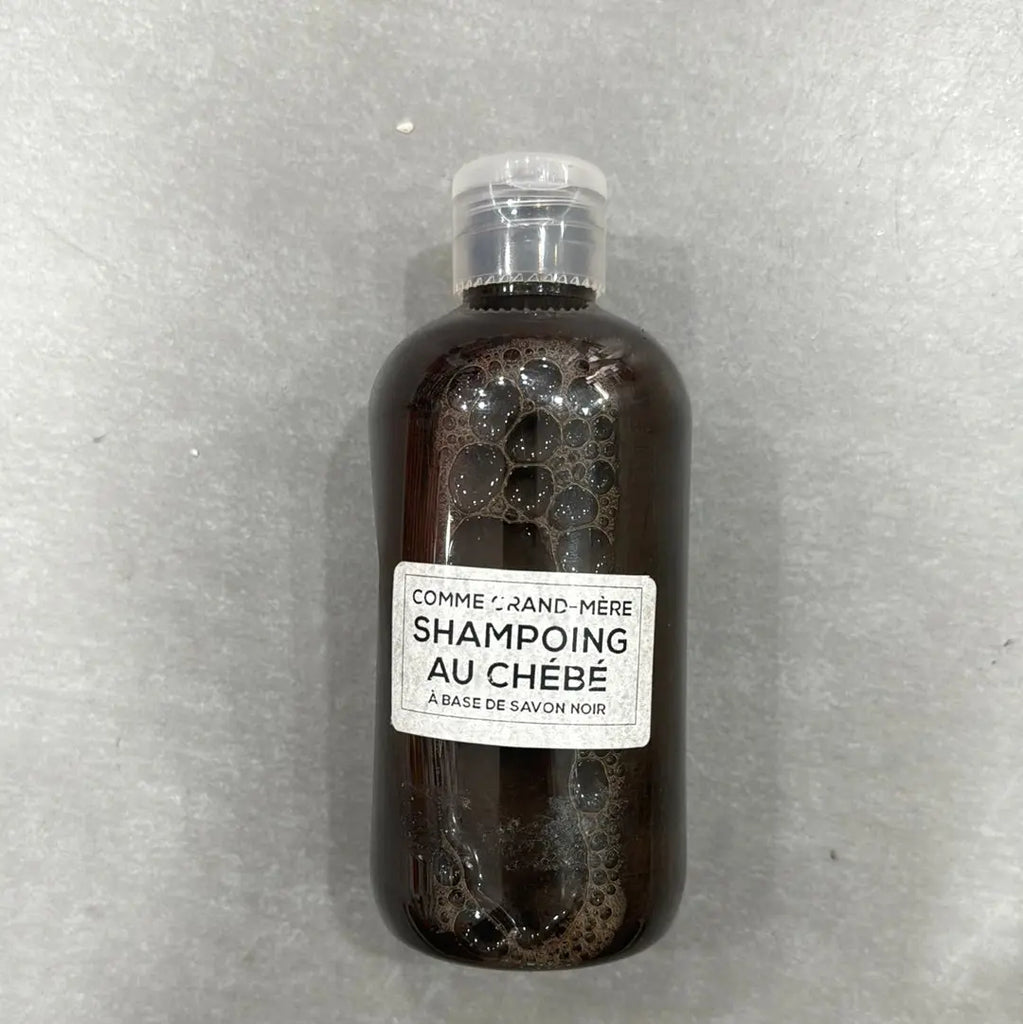 COMME GRAND-MÈRE
SHAMPOING
AU CHÉBÉ
À BASE DE SAVON NOIR